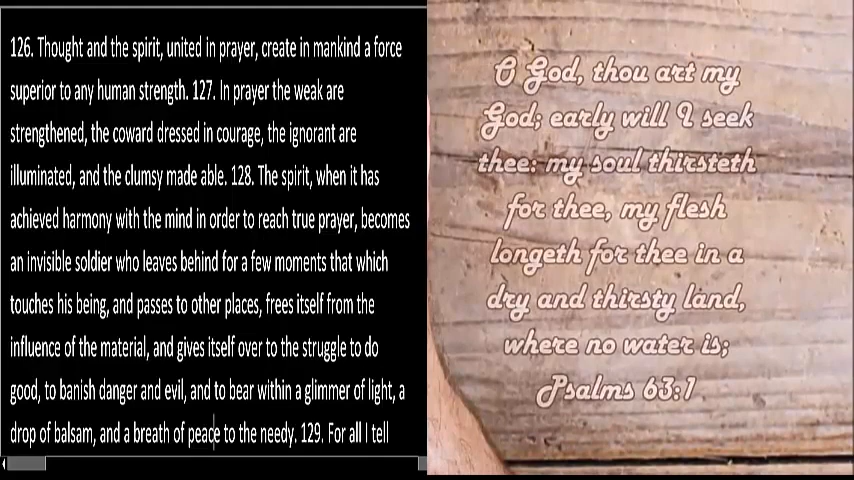 126. Thought and the spirit, united in prayer, create in mankind a force
superior to any human strength. 127. In prayer the weak are
strengthened, the coward dressed in courage, the ignorant are
illuminated, and the clumsy made able. 128. The spirit, when it has
achieved harmony with the mind in order to reach true prayer, becomes
an invisible soldier who leaves behind for a few moments that which
touches his being, and passes to other places, frees itself from the
influence of the material, and gives itself over to the struggle to do
good, to banish danger and evil, and to bear within a glimmer of light, a
drop of balsam, and a breath of peace to the needy. 129. For all I tell
O God, thou art my
God; early will I seek
thee: my soul thirsteth
for thee, my flesh
longeth for thee in a
dry and thirsty land,
where no water is;
Psalms 63:1